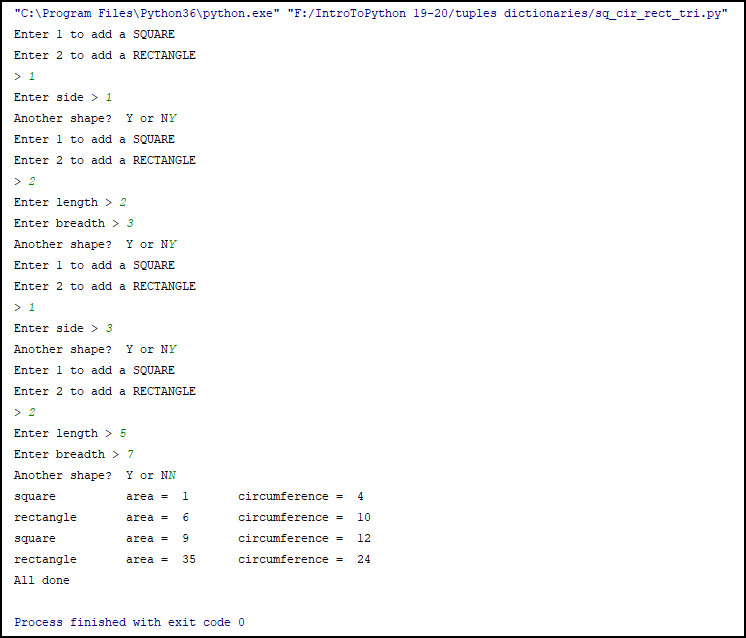 "C:\Program Files\Python36\python.exe" "F:/IntroToPython 19-20/tuples dictionaries/sq_cir_rect_tri.py"
Enter 1 to add a SQUARE
Enter 2 to add a RECTANGLE
> 1
Enter side > 1
Another shape?  Y or NY
Enter 1 to add a SQUARE
Enter 2 to add a RECTANGLE
> 2
Enter length > 2
Enter breadth > 3
Another shape?  Y or NY
Enter 1 to add a SQUARE
Enter 2 to add a RECTANGLE
> 1
Enter side > 3
Another shape?  Y or NY
Enter 1 to add a SQUARE
Enter 2 to add a RECTANGLE
> 2
Enter length > 5
Enter breadth > 7
Another shape?  Y or NN
square          area =  1       circumference =  4
rectangle       area =  6       circumference =  10
square          area =  9       circumference =  12
rectangle       area =  35      circumference =  24
All done
Process finished with exit code 0